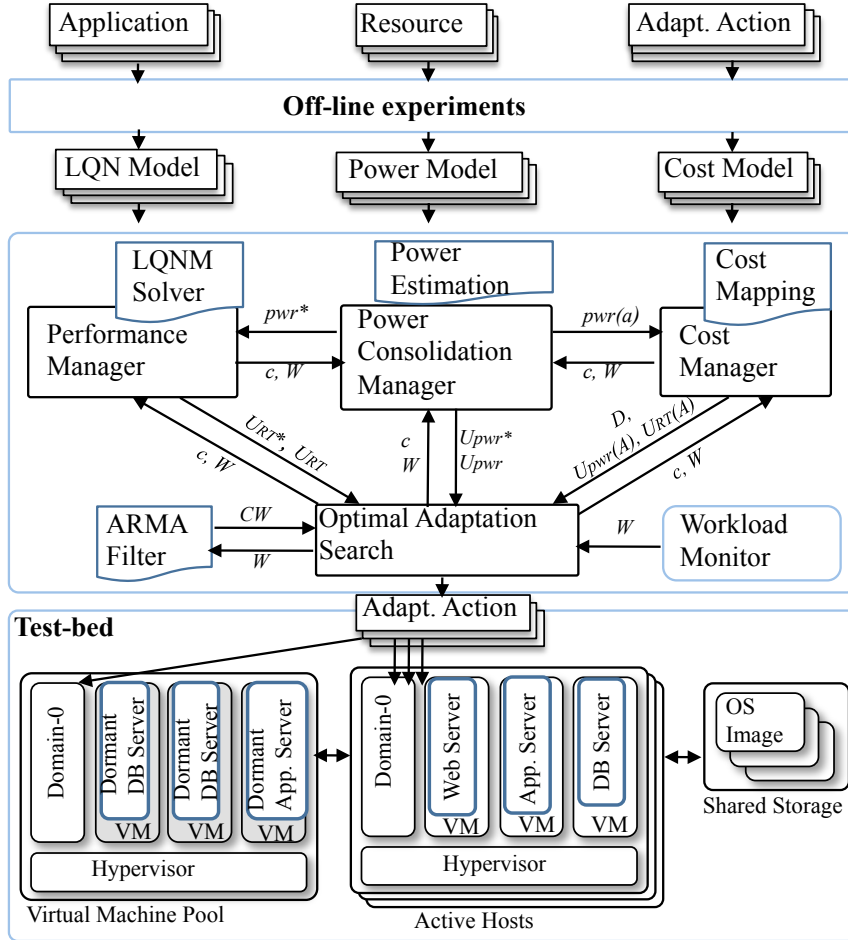 Application
Resource
Adapt. Action
Off-line experiments
LQN Model
Power Model
Cost Model
LQNM
Solver
Power
Estimation
Cost
Mapping
Performance
Manager
pwr*
c, W
Power
Consolidation
Manager
pwr(a)
c, W
Cost
Manager
URT*, URT
c, W
c
W
Upwr*
Upwr
D,
Upwr(A), URT(A)
c, W
ARMA
Filter
CW
W
Optimal Adaptation
Search
W
Workload
Monitor
Adapt. Action
Test-bed
Domain-0
Dormant
DB Server
VM
Dormant
DB Server
VM
Dormant
App. Server
VM
Hypervisor
Virtual Machine Pool
Domain-0
Web Server
VM
App. Server
VM
DB Server
VM
Hypervisor
Active Hosts
OS
Image
Shared Storage